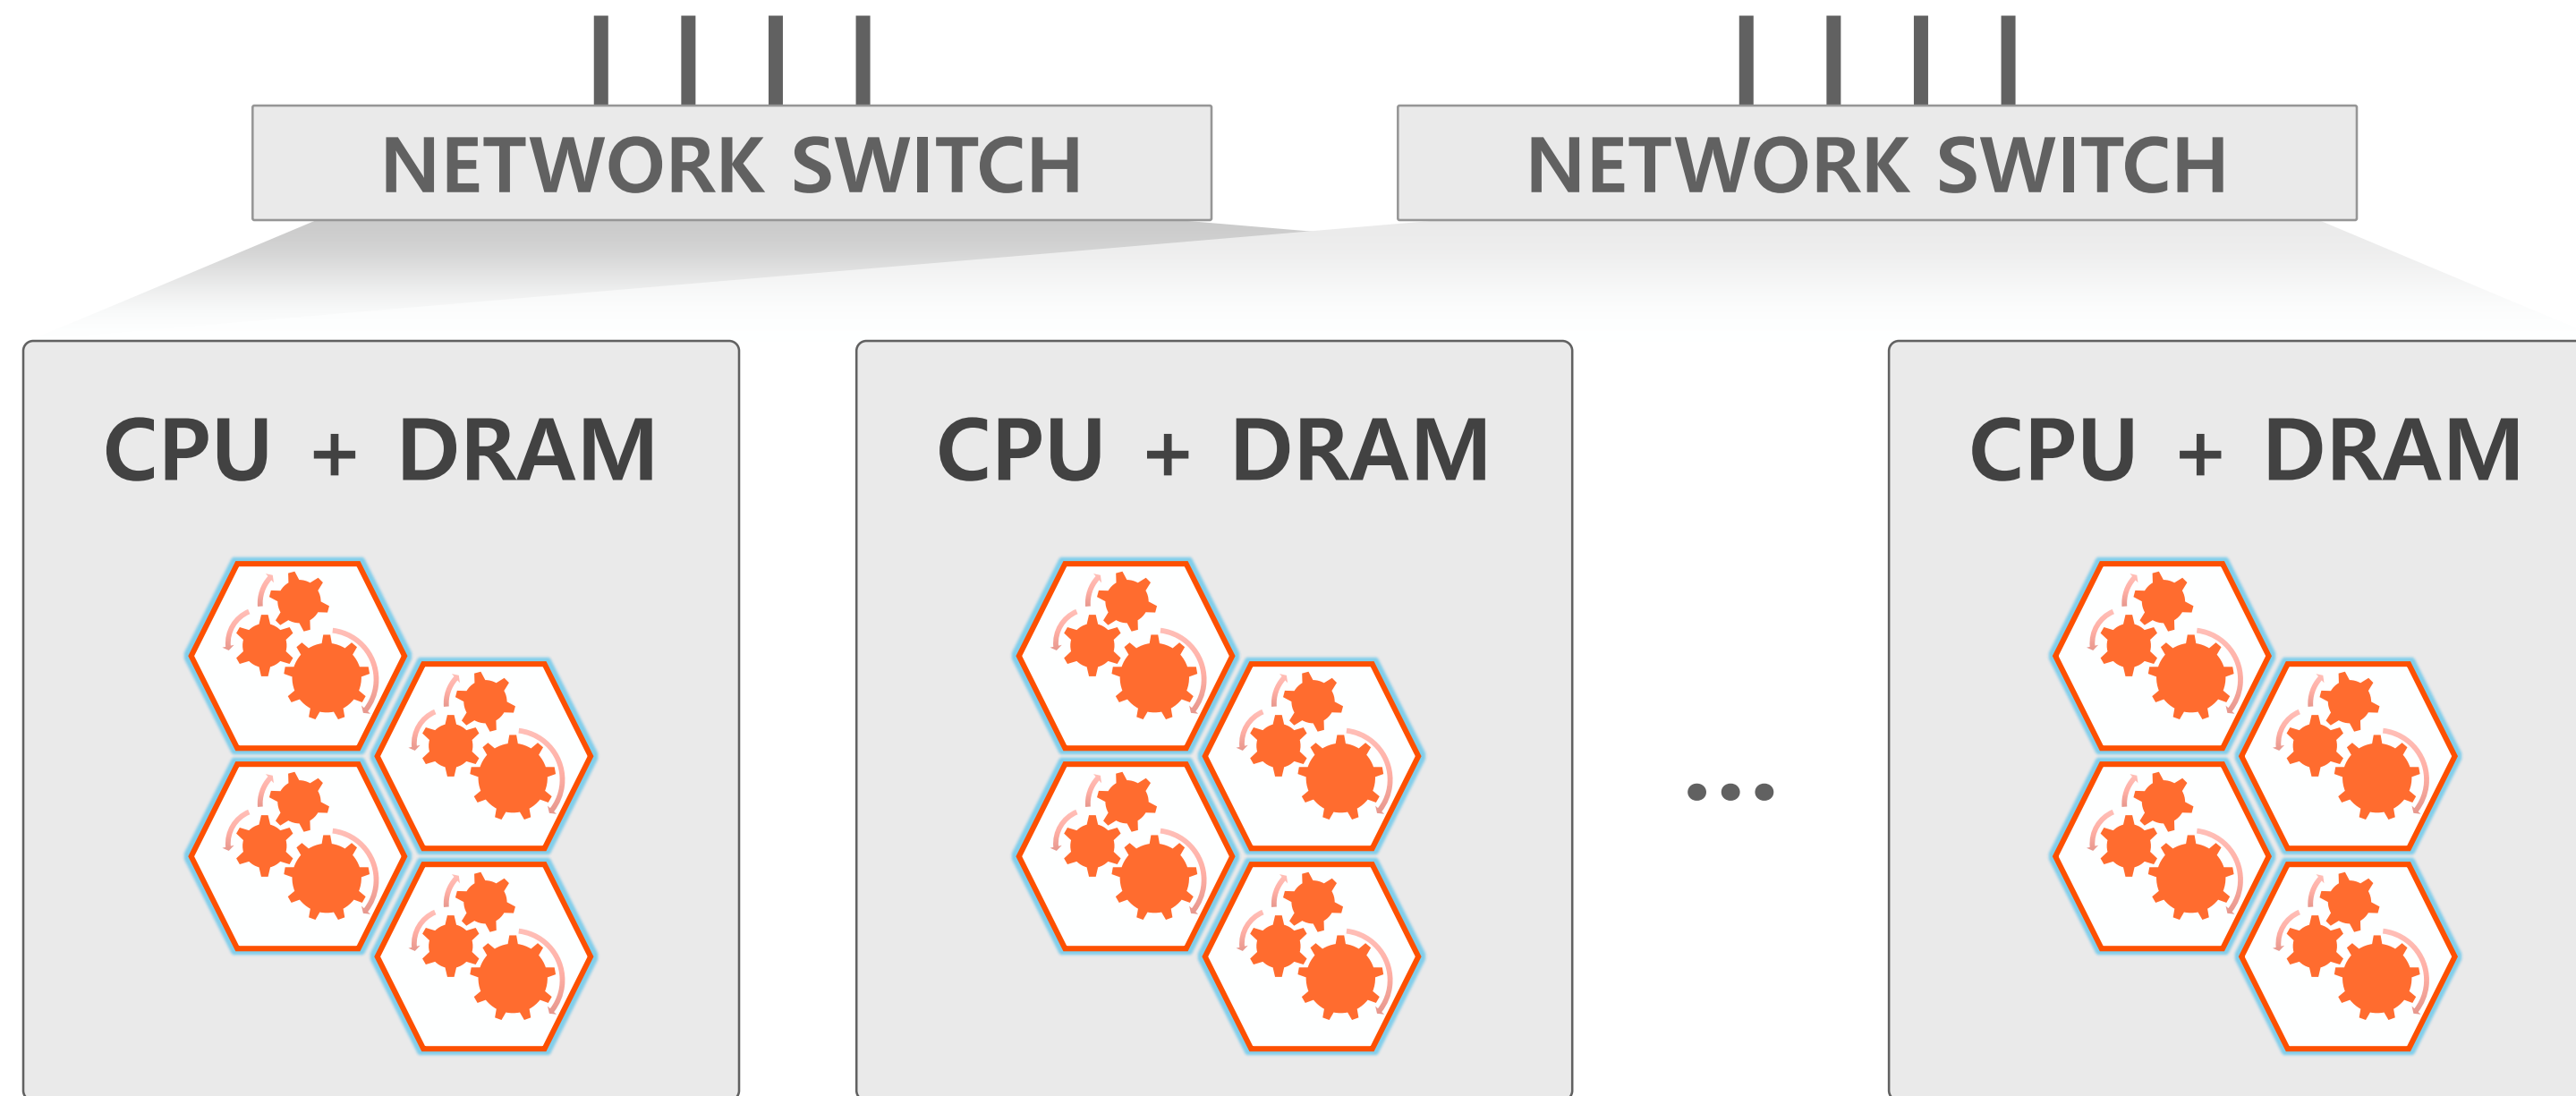 NETWORK SWITCH
NETWORK SWITCH
CPU + DRAM
CPU + DRAM
...
CPU + DRAM